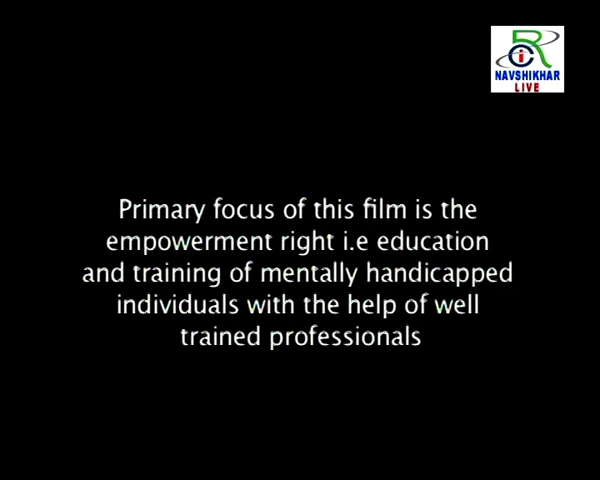 NAVSHIKHAR
LIVE
Primary focus of this film is the
empowerment right i.e education
and training of mentally handicapped
individuals with the help of well
trained professionals